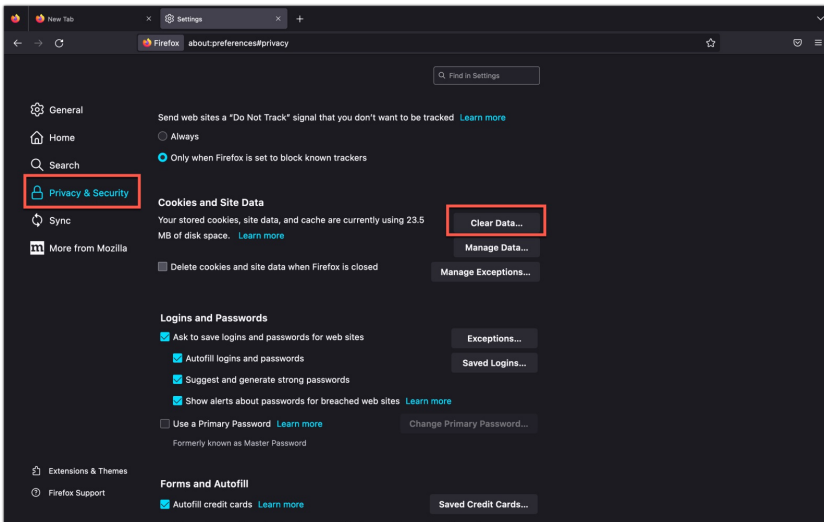 New Tab
Settings
Firefox about:preferences#privacy
Find in Settings
General
Home
Search
Privacy & Security
Sync
m More from Mozilla
Extensions & Themes
Firefox Support
Send web sites a “Do Not Track” signal that you don’t want to be tracked Learn more
Always
Only when Firefox is set to block known trackers
Cookies and Site Data
Your stored cookies, site data, and cache are currently using 23.5
MB of disk space. Learn more
Clear Data...
Manage Data...
Delete cookies and site data when Firefox is closed
Manage Exceptions...
Logins and Passwords
Ask to save logins and passwords for web sites
Exceptions...
Autofill logins and passwords
Saved Logins...
Suggest and generate strong passwords
Show alerts about passwords for breached web sites Learn more
Use a Primary Password Learn more
Change Primary Password...
Formerly known as Master Password
Forms and Autofill
Autofill credit cards Learn more
Saved Credit Cards...